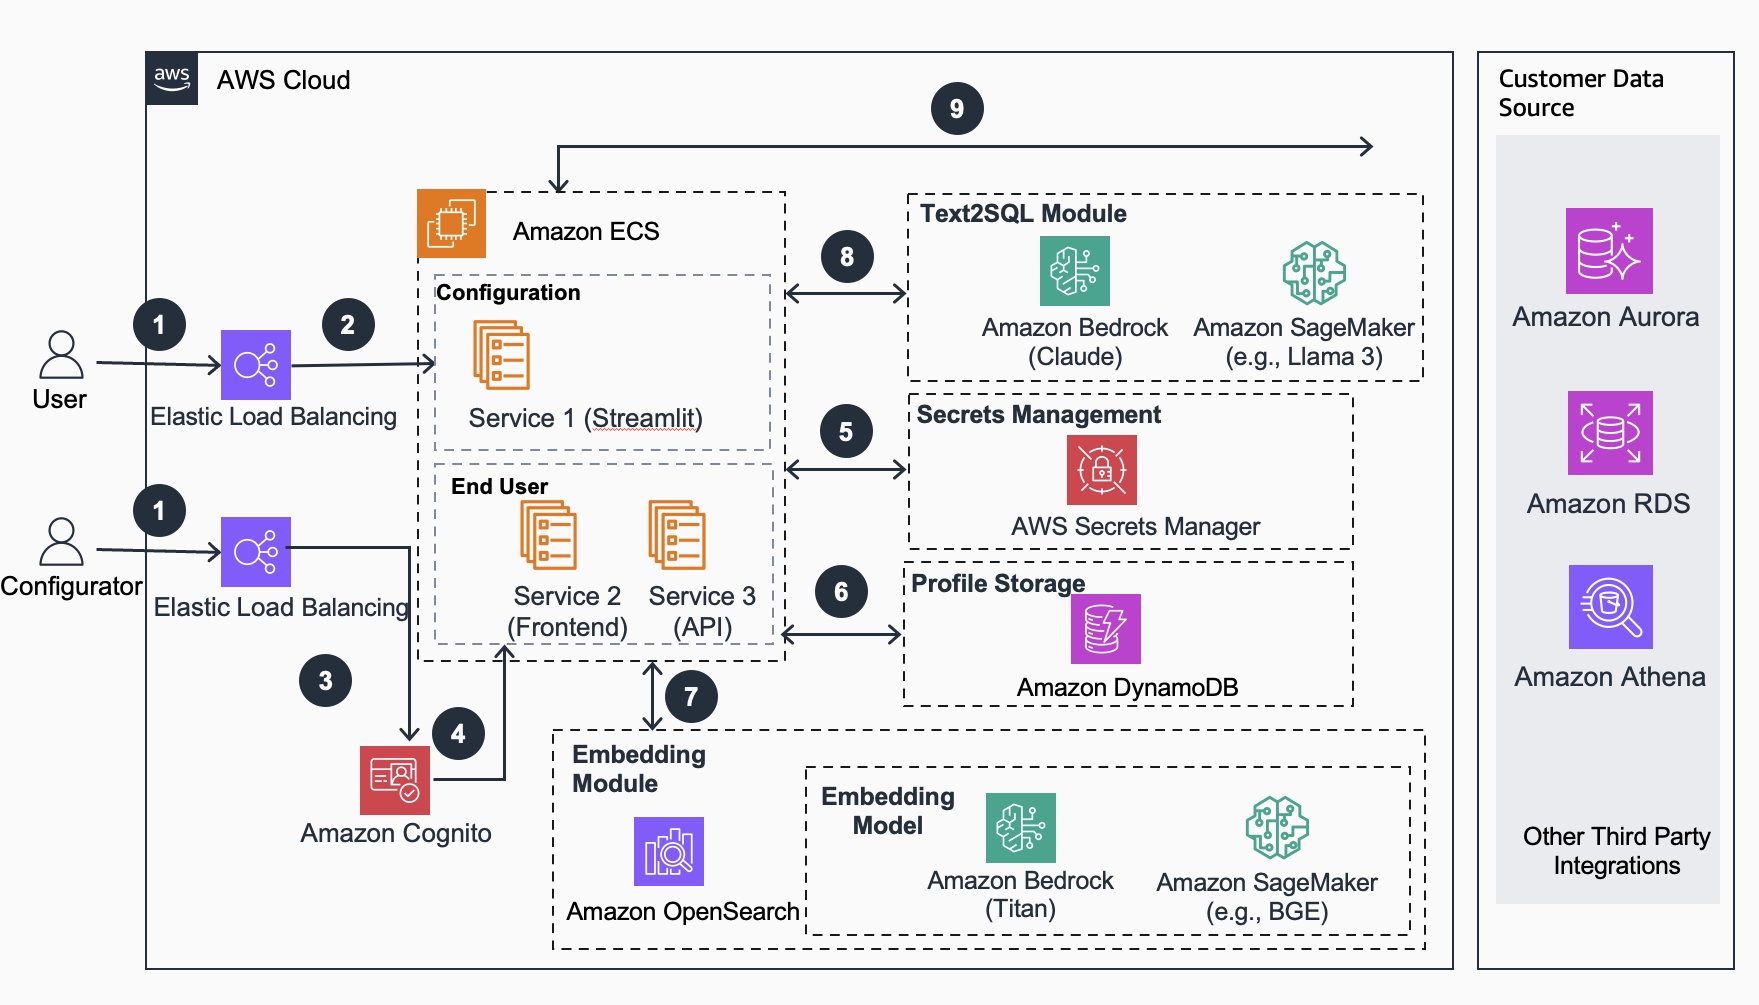 aws
AWS Cloud
9
Customer Data
Source
Amazon ECS
Configuration
Service 1 (Streamlit)
1
2
User
Elastic Load Balancing
End User
Service 2
(Frontend)
Service 3
(API)
1
Configurator
Elastic Load Balancing
3
4
Amazon Cognito
8
Text2SQL Module
Amazon Bedrock
(Claude)
Amazon SageMaker
(e.g., Llama 3)
5
Secrets Management
AWS Secrets Manager
6
Profile Storage
Amazon DynamoDB
7
Embedding
Module
Amazon OpenSearch
Embedding
Model
Amazon Bedrock
(Titan)
Amazon SageMaker
(e.g., BGE)
Amazon Aurora
Amazon RDS
Amazon Athena
Other Third Party
Integrations